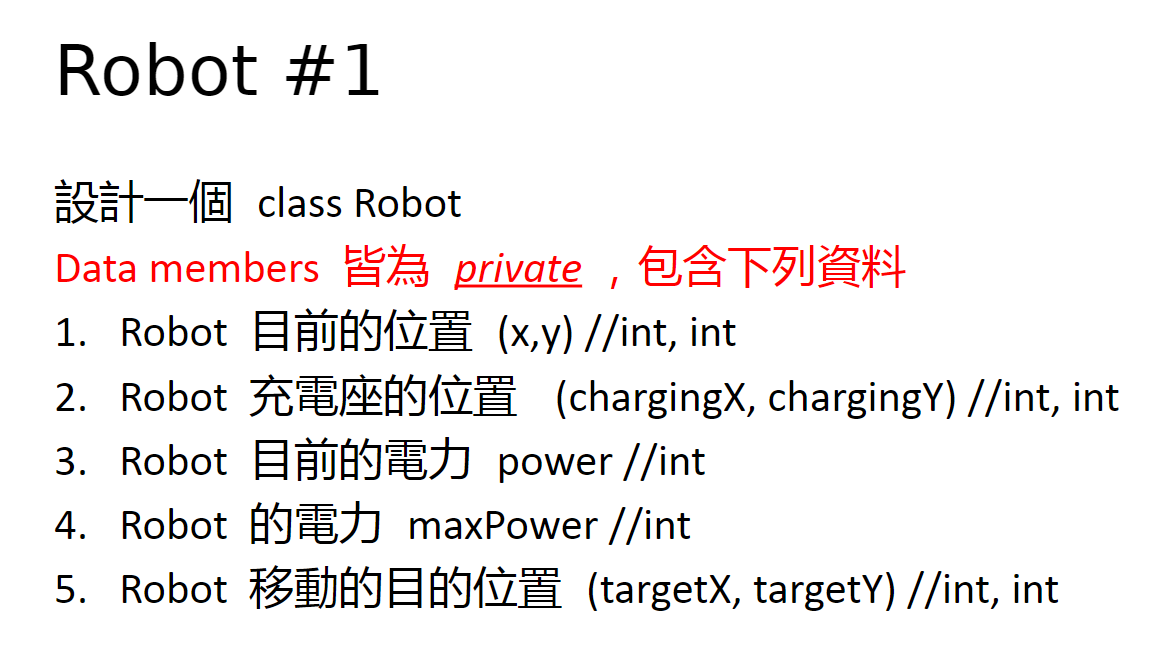 Robot #1
設計一個 class Robot
Data members 皆為 private ，包含下列資料
1. Robot 目前的位置 (x,y) //int, int
2. Robot 充電座的位置 (chargingX, chargingY) //int, int
3. Robot 目前的電力 power //int
4. Robot 的電力 maxPower //int
5. Robot 移動的目的位置 (targetX, targetY) //int, int